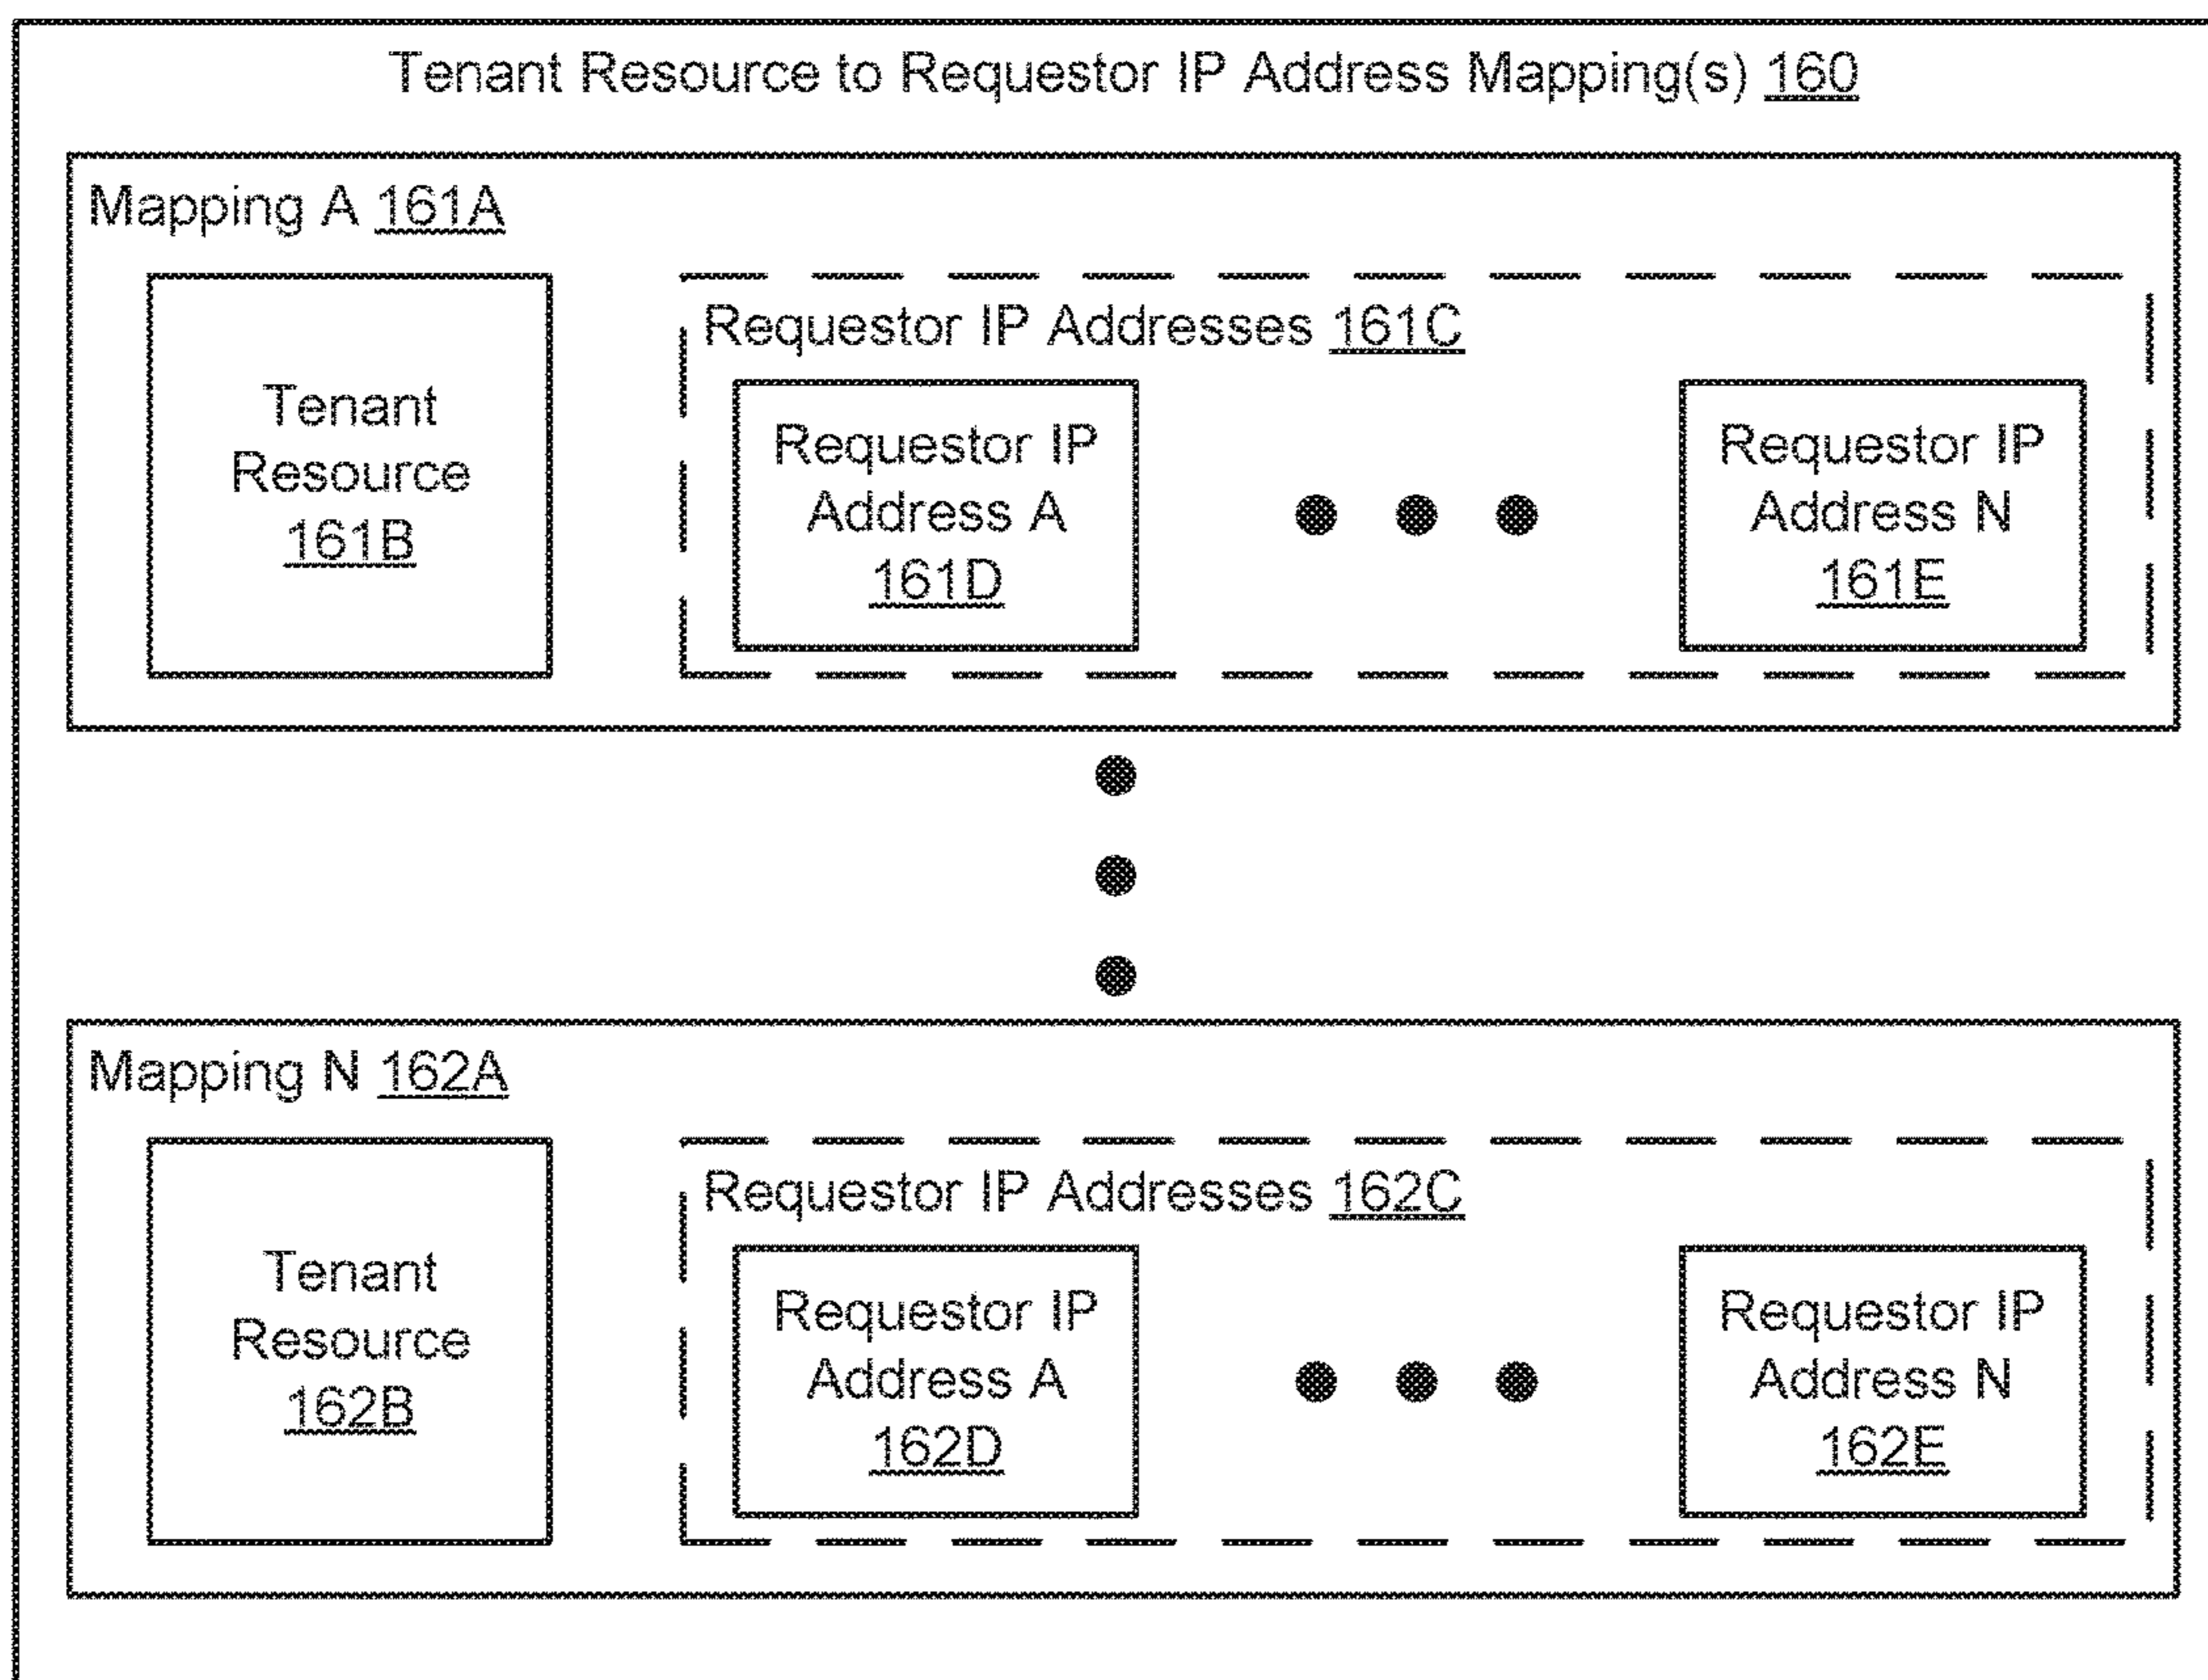 Tenant Resource to Requestor IP Address Mapping(s) 160
Mapping A 161A
Tenant
Resource
161B
Requestor IP Addresses 161C
Requestor IP
Address A
161D
Requestor IP
Address N
161E
Mapping N 162A
Tenant
Resource
162B
Requestor IP Addresses 162C
Requestor IP
Address A
162D
Requestor IP
Address N
162E